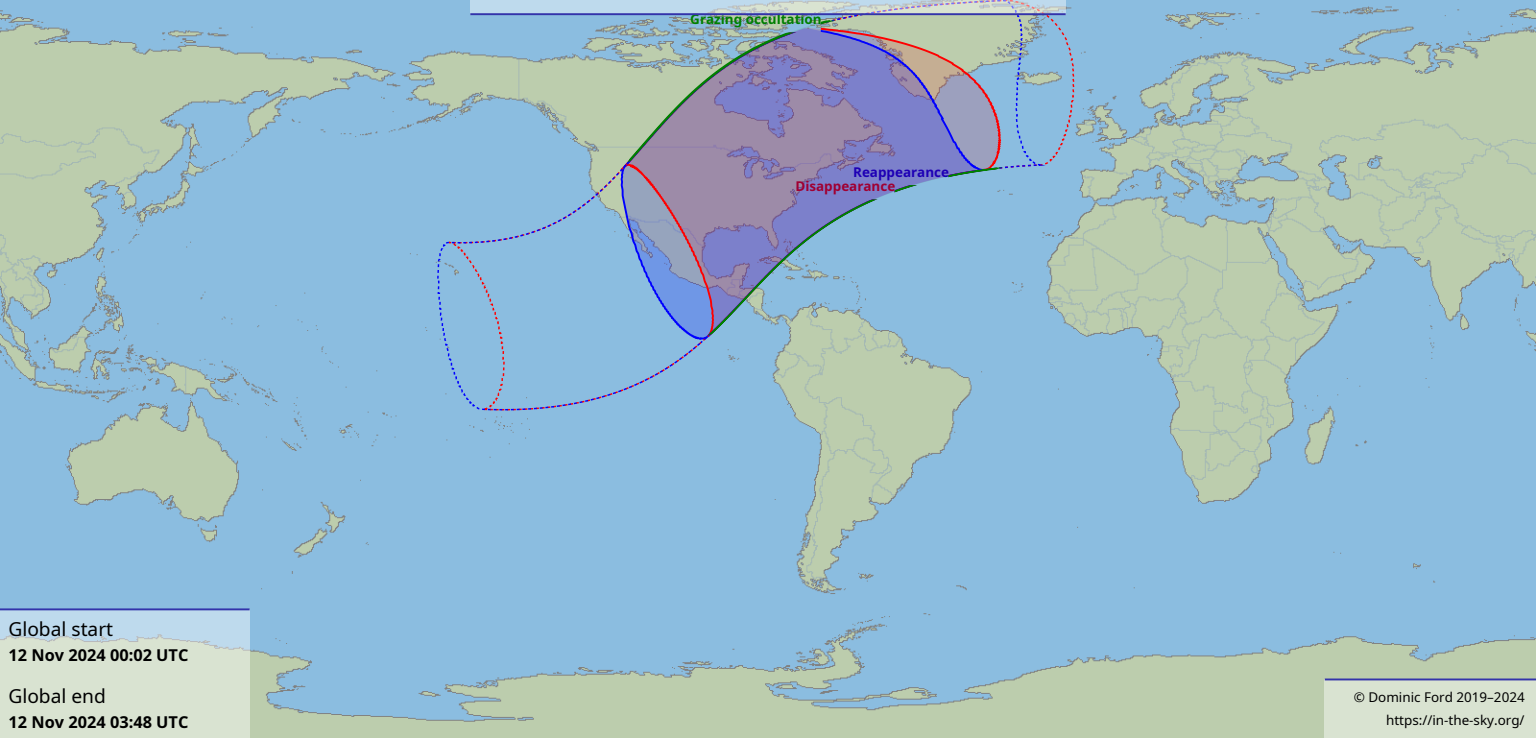 Grazing occultation
Reappearance
Disappearance
Global start
12 Nov 2024 00:02 UTC
Global end
12 Nov 2024 03:48 UTC
© Dominic Ford 2019–2024
https://in-the-sky.org/